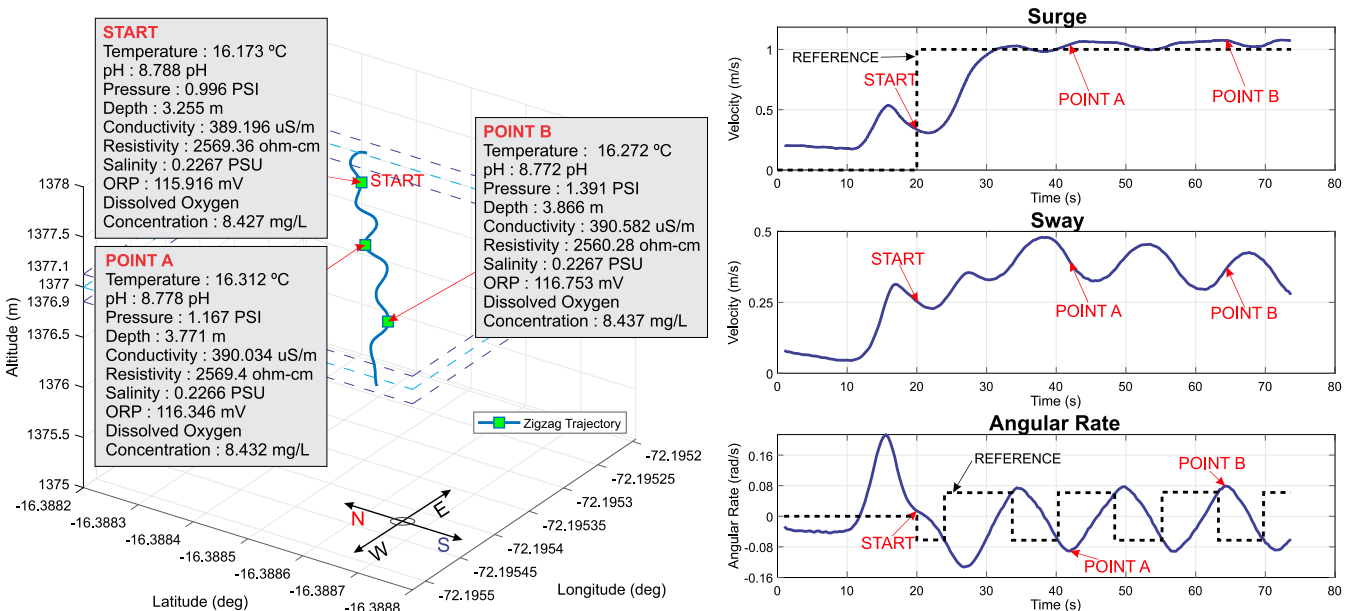 START
Temperature : 16.173 ºC
pH : 8.788 pH
Pressure : 0.996 PSI
Depth : 3.255 m
Conductivity : 389.196 uS/m
Resistivity : 2569.36 ohm-cm
Salinity : 0.2267 PSU
ORP : 115.916 mV
Dissolved Oxygen
Concentration : 8.427 mg/L
POINT A
Temperature : 16.312 ºC
pH : 8.778 pH
Pressure : 1.167 PSI
Depth : 3.771 m
Conductivity : 390.034 uS/m
Resistivity : 2569.4 ohm-cm
Salinity : 0.2266 PSU
ORP : 116.346 mV
Dissolved Oxygen
Concentration : 8.432 mg/L
POINT B
Temperature :  16.272 ºC
pH : 8.772 pH
Pressure : 1.391 PSI
Depth : 3.866 m
Conductivity : 390.582 uS/m
Resistivity : 2560.28 ohm-cm
Salinity : 0.2267 PSU
ORP : 116.753 mV
Dissolved Oxygen
Concentration : 8.437 mg/L
START
Zigzag Trajectory
Altitude (m)
1378
1377.5
1377.1
1377
1376.9
1376.5
1376
1375.5
1375
-16.3882
-16.3883
-16.3884
-16.3885
-16.3886
-16.3887
-16.3888
Latitude (deg)
-72.1952
-72.19525
-72.1953
-72.19535
-72.1954
-72.19545
-72.1955
Longitude (deg)
N
E
W
S
Surge
Velocity (m/s)
1
0.5
0
REFERENCE
START
POINT A
POINT B
0 10 20 30 40 50 60 70 80
Time (s)
Sway
Velocity (m/s)
0.5
0.25
0
START
POINT A
POINT B
0 10 20 30 40 50 60 70 80
Time (s)
Angular Rate
Angular Rate (rad/s)
0.16
0.08
0
-0.08
-0.16
REFERENCE
START
POINT A
POINT B
0 10 20 30 40 50 60 70 80
Time (s)